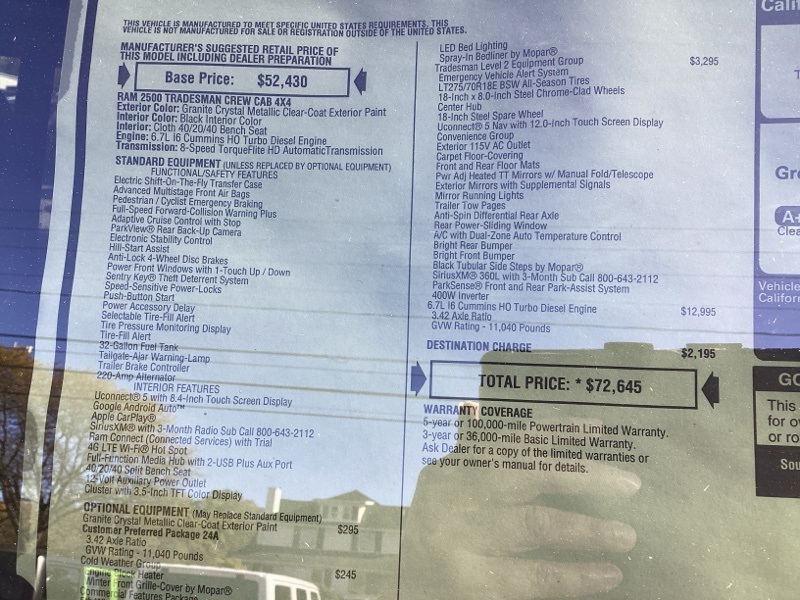 THIS VEHICLE IS MANUFACTURED TO MEET SPECIFIC UNITED STATES REQUIREMENTS. THIS
VEHICLE IS NOT MANUFACTURED FOR SALE OR REGISTRATION OUTSIDE OF THE UNITED STATES.
MANUFACTURER'S SUGGESTED RETAIL PRICE OF
THIS MODEL INCLUDING DEALER PREPARATION
Base Price: $52,430
RAM 2500 TRADESMAN CREW CAB 4X4
Exterior Color: Granite Crystal Metallic Clear-Coat Exterior Paint
Interior Color: Black Interior Color
Interior: Cloth 40/20/40 Bench Seat
Engine: 6.7L I6 Cummins HO Turbo Diesel Engine
Transmission: 8-Speed TorqueFlite HD AutomaticTransmission
STANDARD EQUIPMENT (UNLESS REPLACED BY OPTIONAL EQUIPMENT)
FUNCTIONAL/SAFETY FEATURES
Electric Shift-On-The-Fly Transfer Case
Advanced Multistage Front Air Bags
Pedestrian / Cyclist Emergency Braking
Full-Speed Forward-Collision Warning Plus
Adaptive Cruise Control with Stop
ParkView® Rear Back-Up Camera
Electronic Stability Control
Hill-Start Assist
Anti-Lock 4-Wheel Disc Brakes
Power Front Windows with 1-Touch Up / Down
Sentry Key® Theft Deterrent System
Speed-Sensitive Power-Locks
Push-Button Start
Power Accessory Delay
Selectable Tire-Fill Alert
Tire Pressure Monitoring Display
Tire-Fill Alert
32-Gallon Fuel Tank
Tailgate-Ajar Warning-Lamp
Trailer Brake Controller
220-Amp Alternator
INTERIOR FEATURES
Uconnect® 5 with 8.4-Inch Touch Screen Display
Google Android Auto™
Apple CarPlay®
SiriusXM® with 3-Month Radio Sub Call 800-643-2112
Ram Connect (Connected Services) with Trial
4G LTE Wi-Fi® Hot Spot
Full-Function Media Hub with 2-USB Plus Aux Port
40/20/40 Split Bench Seat
12-Volt Auxiliary Power Outlet
Cluster with 3.5-Inch TFT Color Display
OPTIONAL EQUIPMENT (May Replace Standard Equipment)
Granite Crystal Metallic Clear-Coat Exterior Paint $295
Customer Preferred Package 24A
3.42 Axle Ratio
GVW Rating - 11,040 Pounds
Cold Weather Group $245
Engine Block Heater
Winter Front Grille-Cover by Mopar®
Commercial Features Package
LED Bed Lighting
Spray-In Bedliner by Mopar®
Tradesman Level 2 Equipment Group $3,295
Emergency Vehicle Alert System
LT275/70R18E BSW All-Season Tires
18-Inch x 8.0-Inch Steel Chrome-Clad Wheels
Center Hub
18-Inch Steel Spare Wheel
Uconnect® 5 Nav with 12.0-Inch Touch Screen Display
Convenience Group
Exterior 115V AC Outlet
Carpet Floor-Covering
Front and Rear Floor Mats
Pwr Adj Heated TT Mirrors w/ Manual Fold/Telescope
Exterior Mirrors with Supplemental Signals
Mirror Running Lights
Trailer Tow Pages
Anti-Spin Differential Rear Axle
Rear Power-Sliding Window
A/C with Dual-Zone Auto Temperature Control
Bright Rear Bumper
Bright Front Bumper
Black Tubular Side Steps by Mopar®
SiriusXM® 360L with 3-Month Sub Call 800-643-2112
ParkSense® Front and Rear Park-Assist System
400W Inverter
6.7L I6 Cummins HO Turbo Diesel Engine $12,995
3.42 Axle Ratio
GVW Rating - 11,040 Pounds
DESTINATION CHARGE $2,195
TOTAL PRICE: * $72,645
WARRANTY COVERAGE
5-year or 100,000-mile Powertrain Limited Warranty.
3-year or 36,000-mile Basic Limited Warranty.
Ask Dealer for a copy of the limited warranties or
see your owner's manual for details.
Cali
Gr
A+
Clea
Vehicle
Californ
GO
This
for ov
or ro
Sou